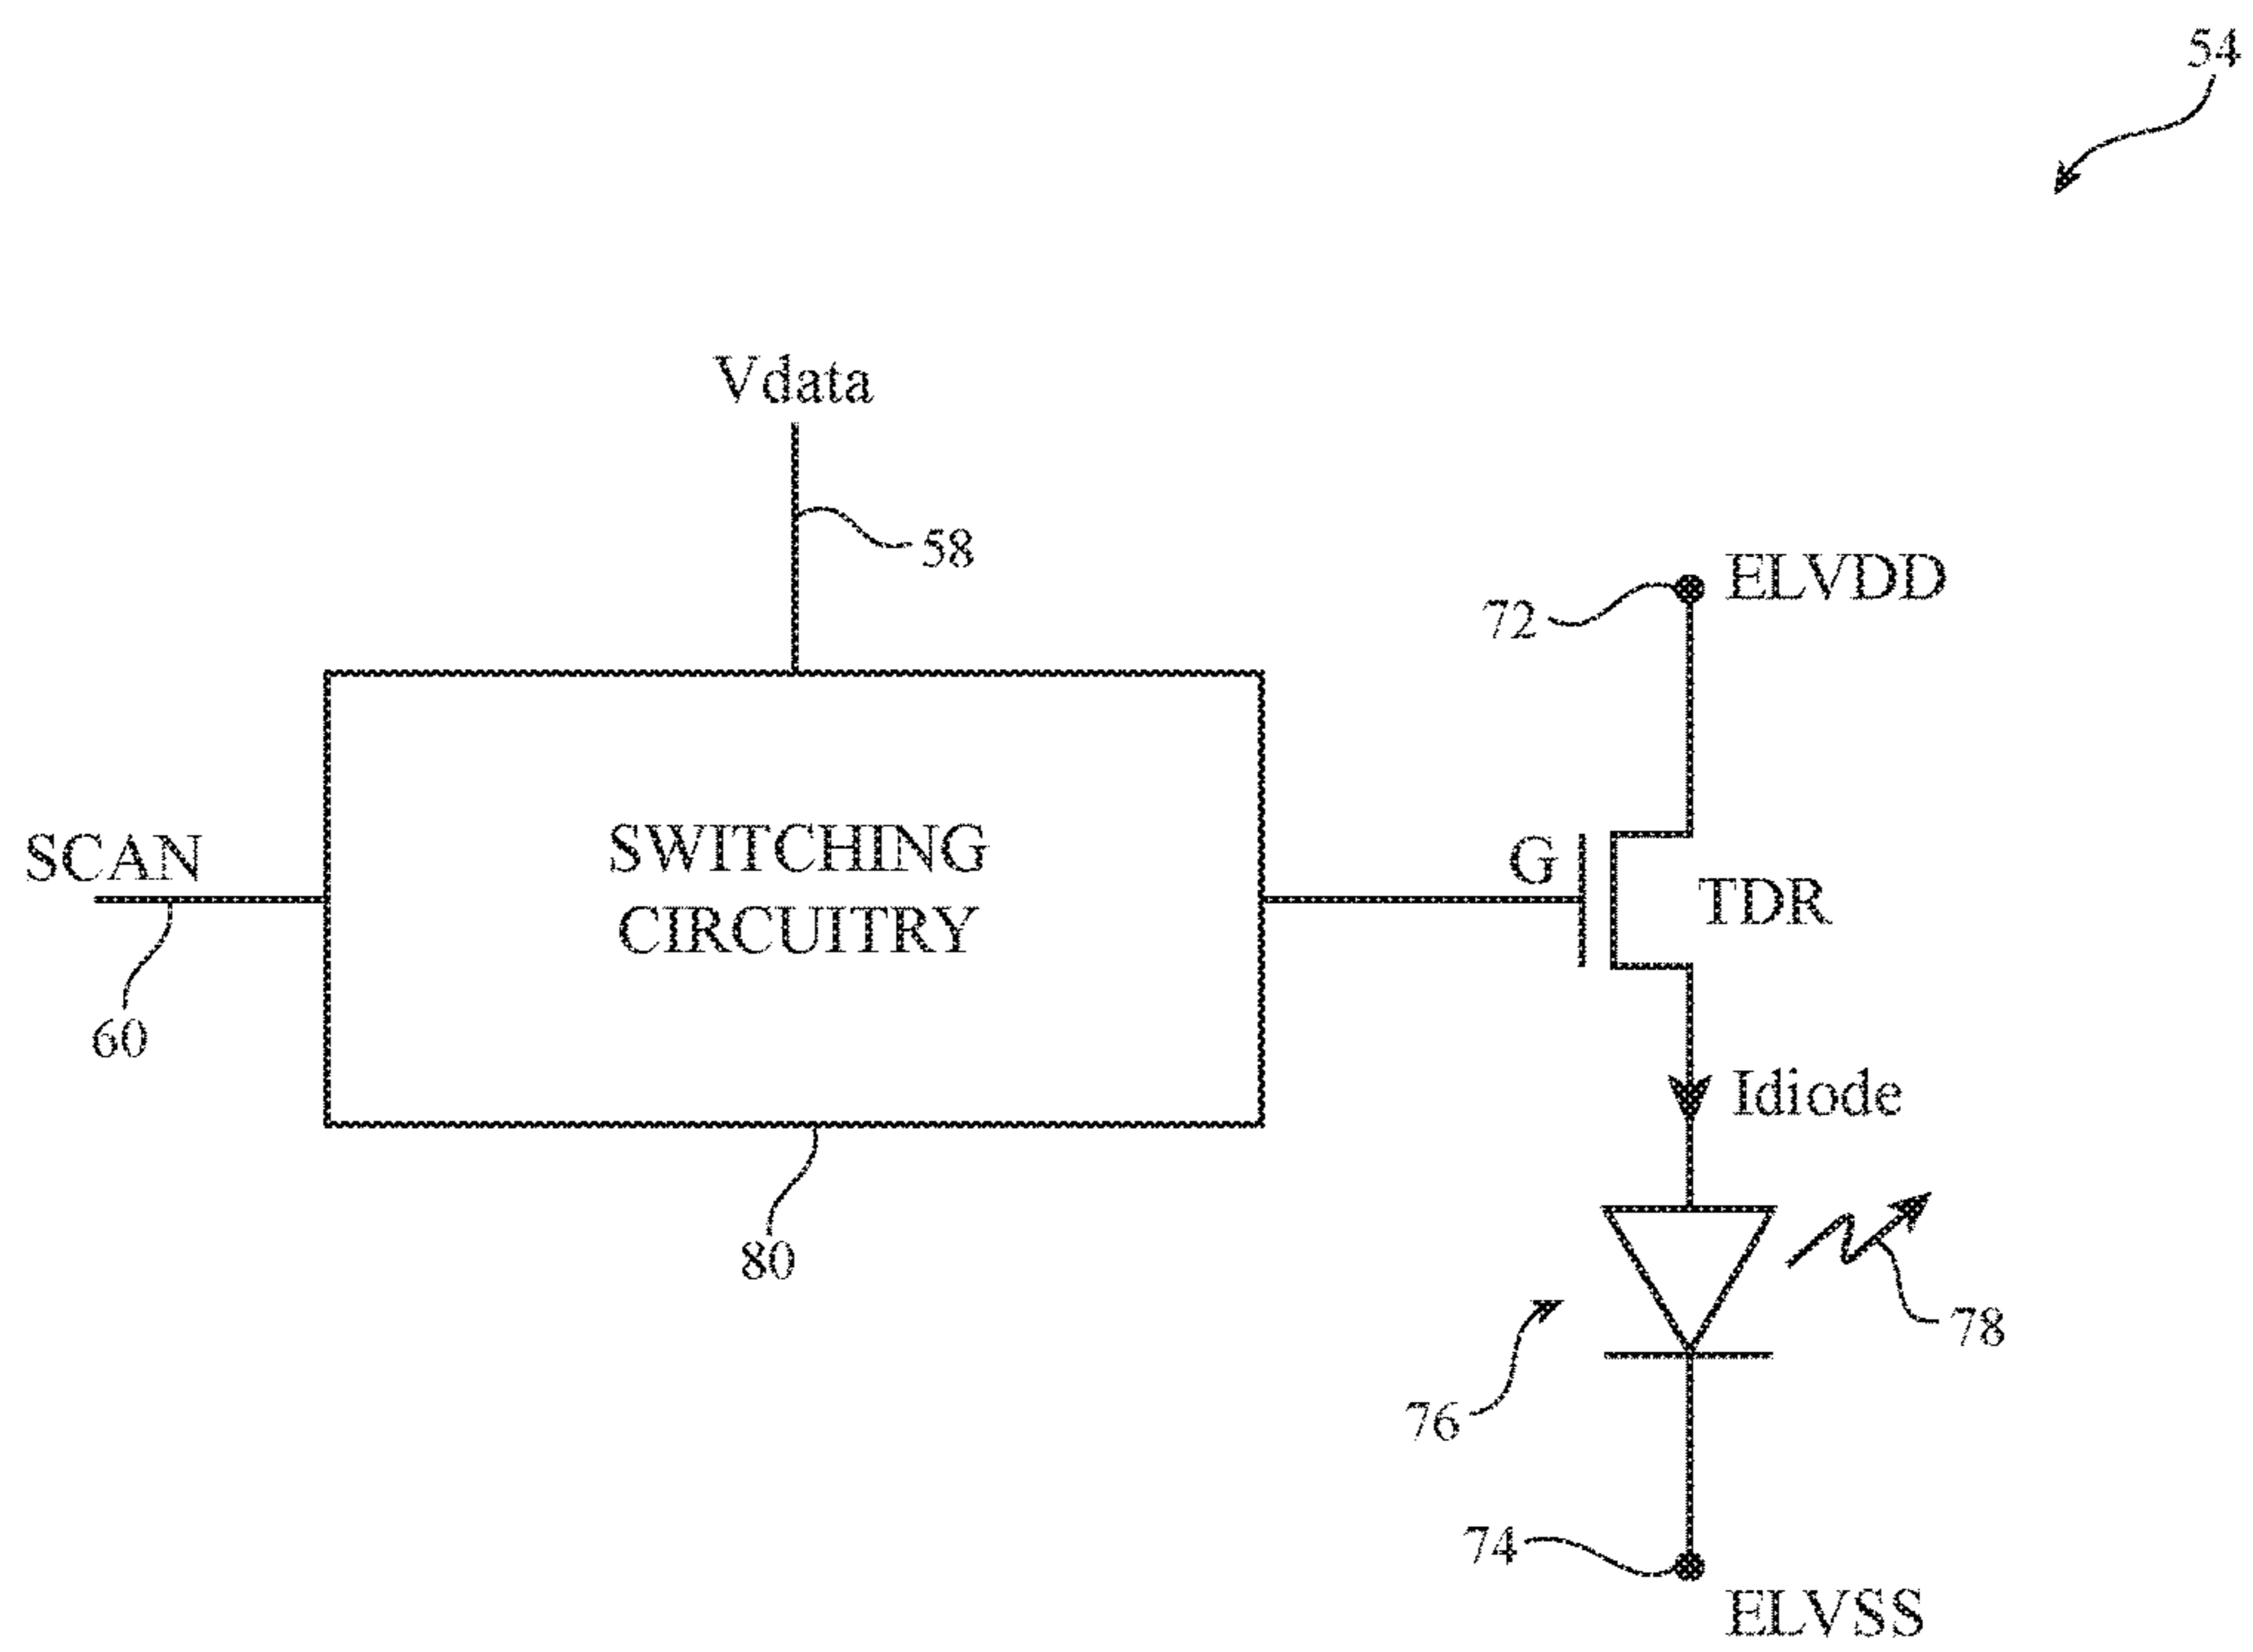 54
Vdata
58
ELVDD
72
SCAN
SWITCHING
CIRCUITRY
G
TDR
60
Idiode
80
78
76
74
ELVSS